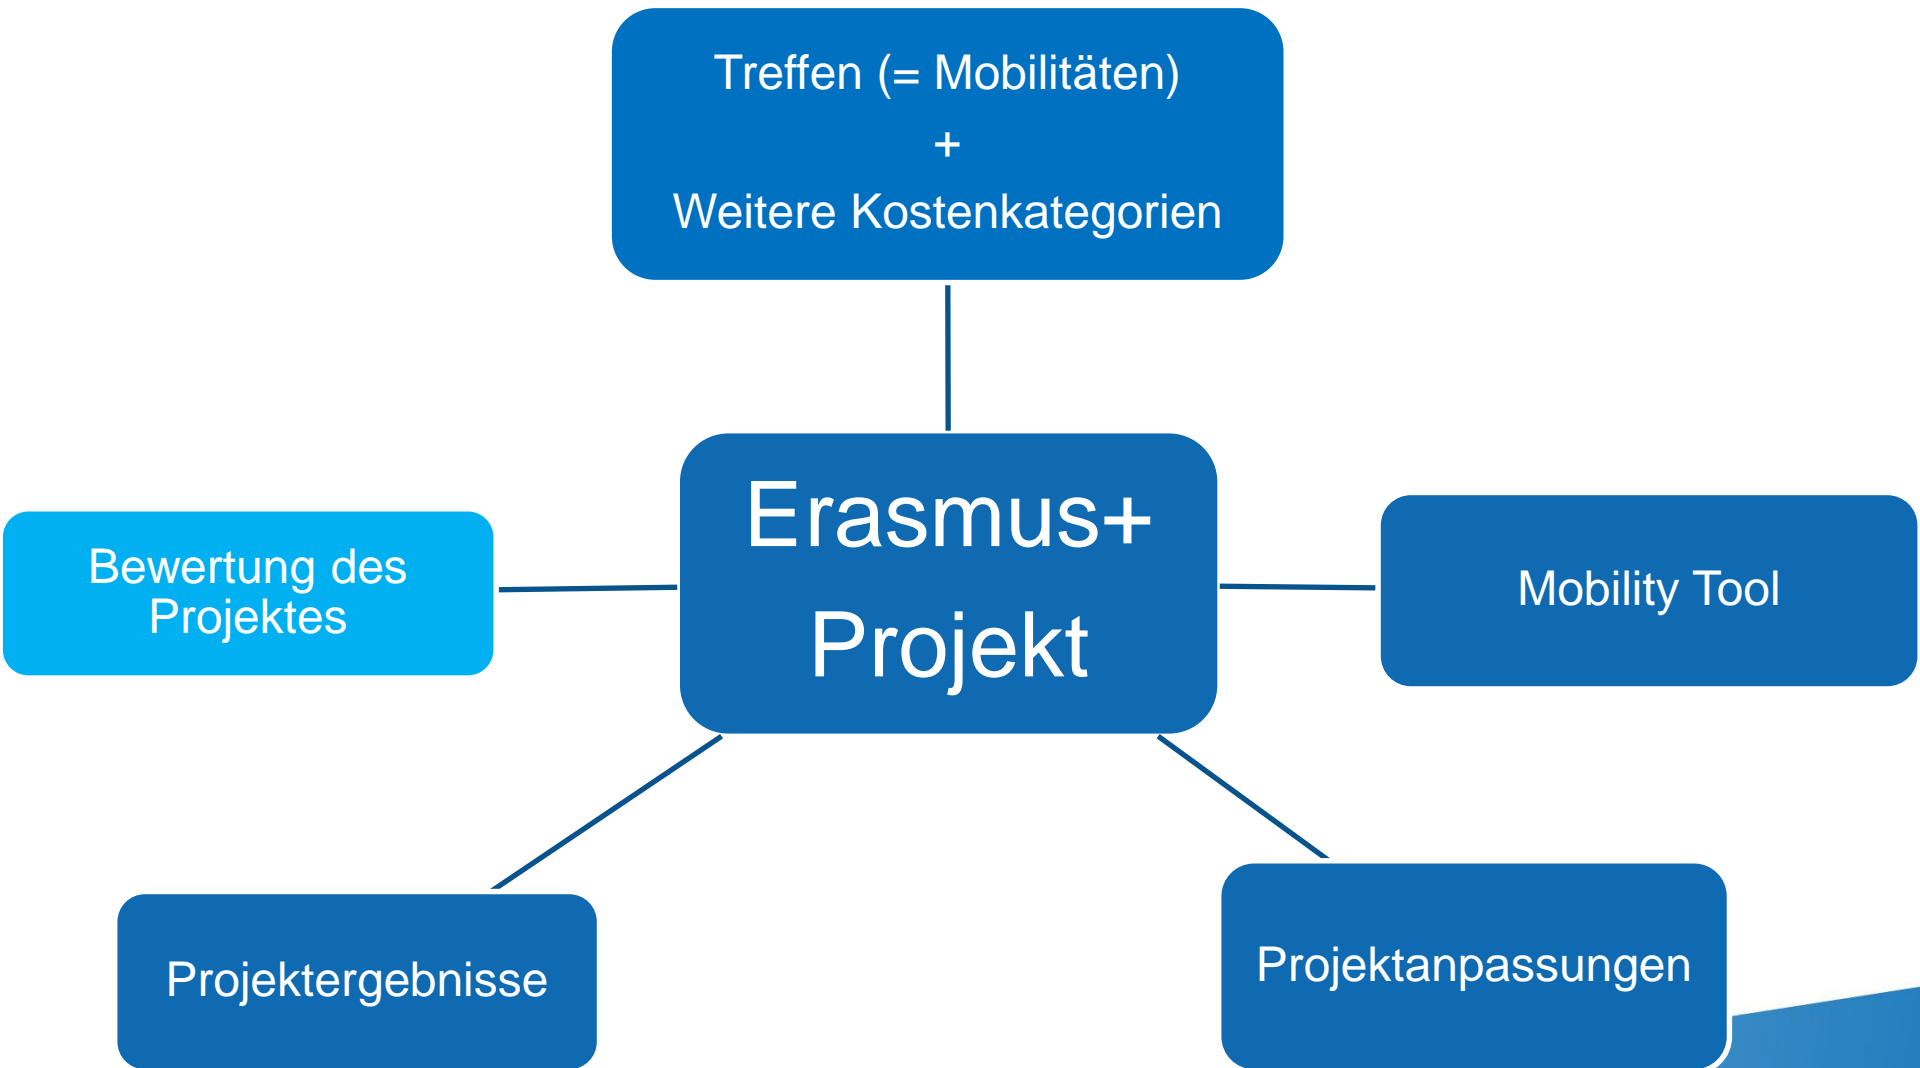 Treffen (= Mobilitäten)
+
Weitere Kostenkategorien
Erasmus+
Projekt
Bewertung des
Projektes
Mobility Tool
Projektergebnisse
Projektanpassungen